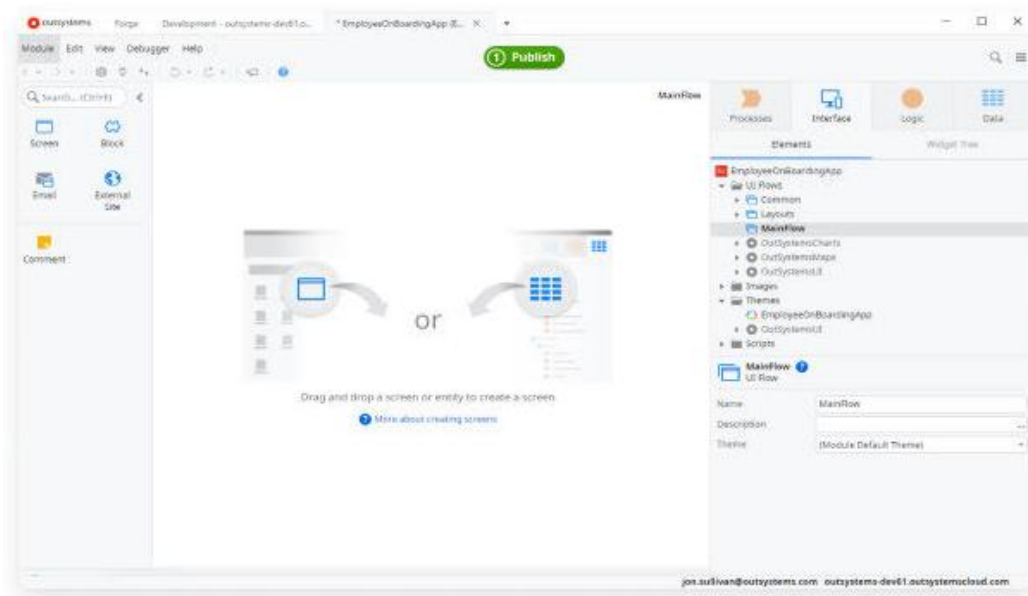 outsystems Forge Development - outsystems-dev61.o... * EmployeeOnBoardingApp (E...
Module Edit View Debugger Help
1 Publish
Search... (Ctrl+H)
MainFlow
Screen Block
Email External Site
Comment
or
Drag and drop a screen or entity to create a screen
More about creating screens
Processes Interface Logic Data
Elements Widget Tree
EmployeeOnBoardingApp
UI Flows
Common
Layouts
MainFlow
OutSystemsCharts
OutSystemsMaps
OutSystemsUI
Images
Themes
EmployeeOnBoardingApp
OutSystemsUI
Scripts
MainFlow
UI Flow
Name MainFlow
Description ...
Theme (Module Default Theme)
jon.sullivan@outsystems.com outsystems-dev61.outsystemscloud.com